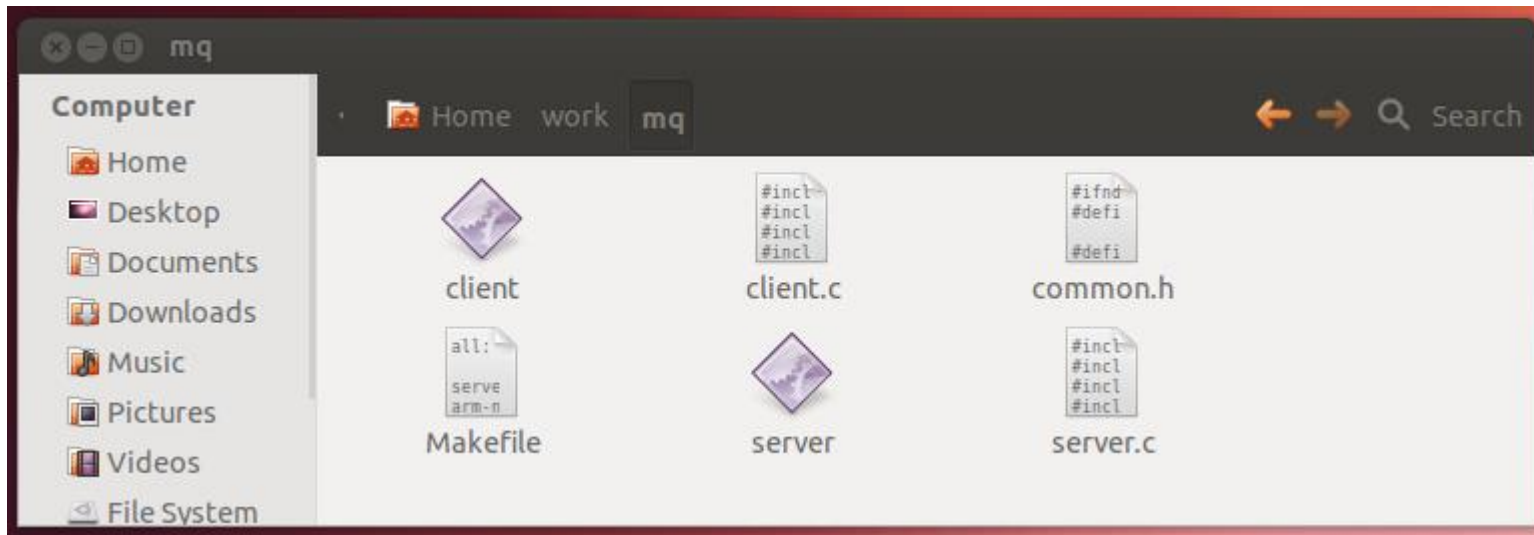 mq
Computer
Home
Desktop
Documents
Downloads
Music
Pictures
Videos
File System
Home work mq
Search
#incl
#incl
#incl
#incl
#ifnd
#defi
#defi
client
client.c
common.h
all:
serve
arm-n
#incl
#incl
#incl
#incl
Makefile
server
server.c